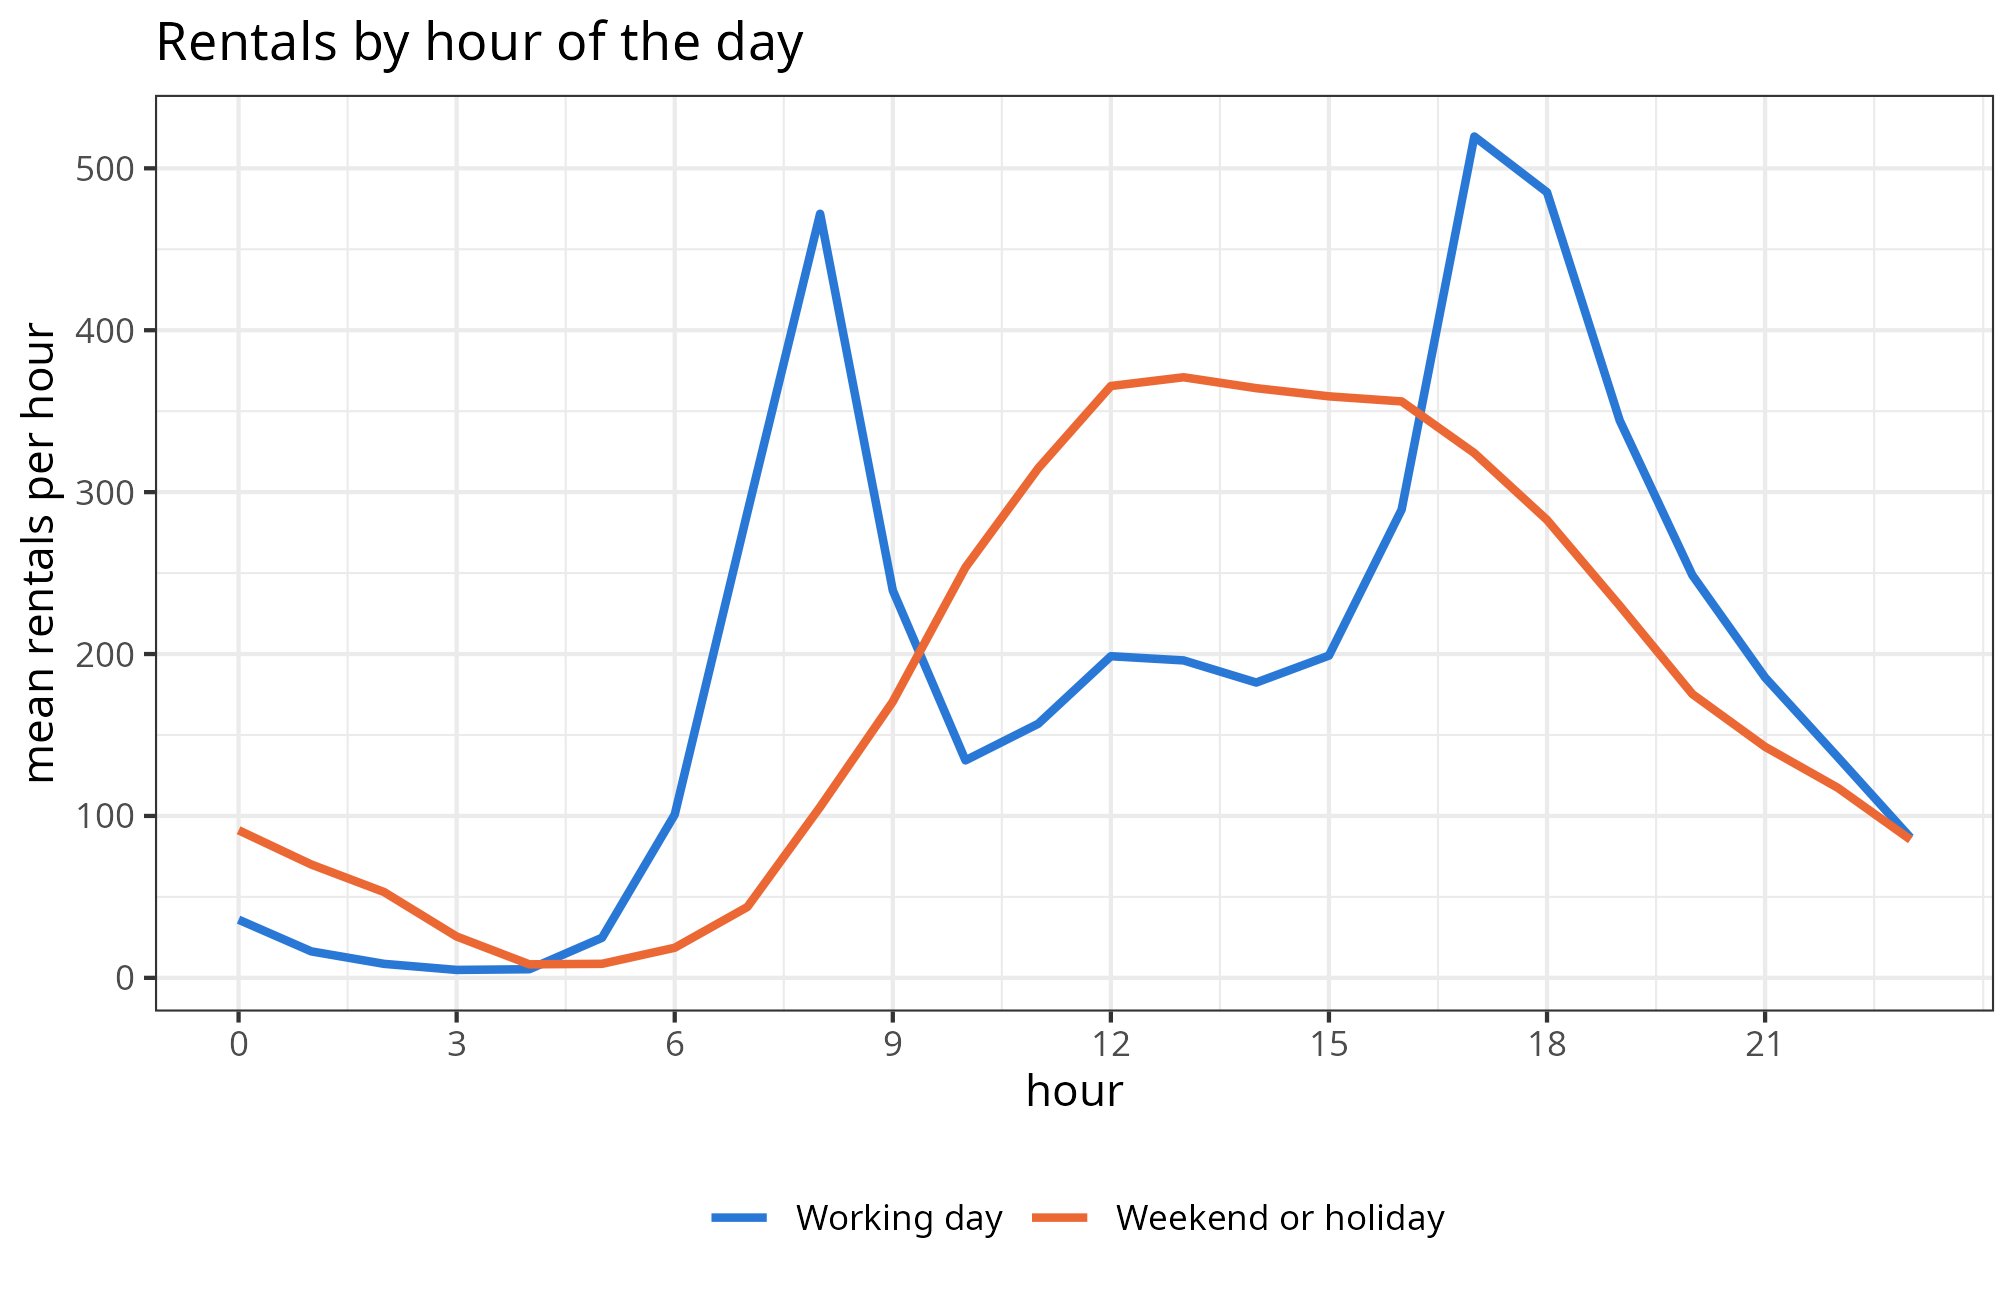 Rentals by hour of the day
mean rentals per hour
500
400
300
200
100
0
0 3 6 9 12 15 18 21
hour
Working day Weekend or holiday